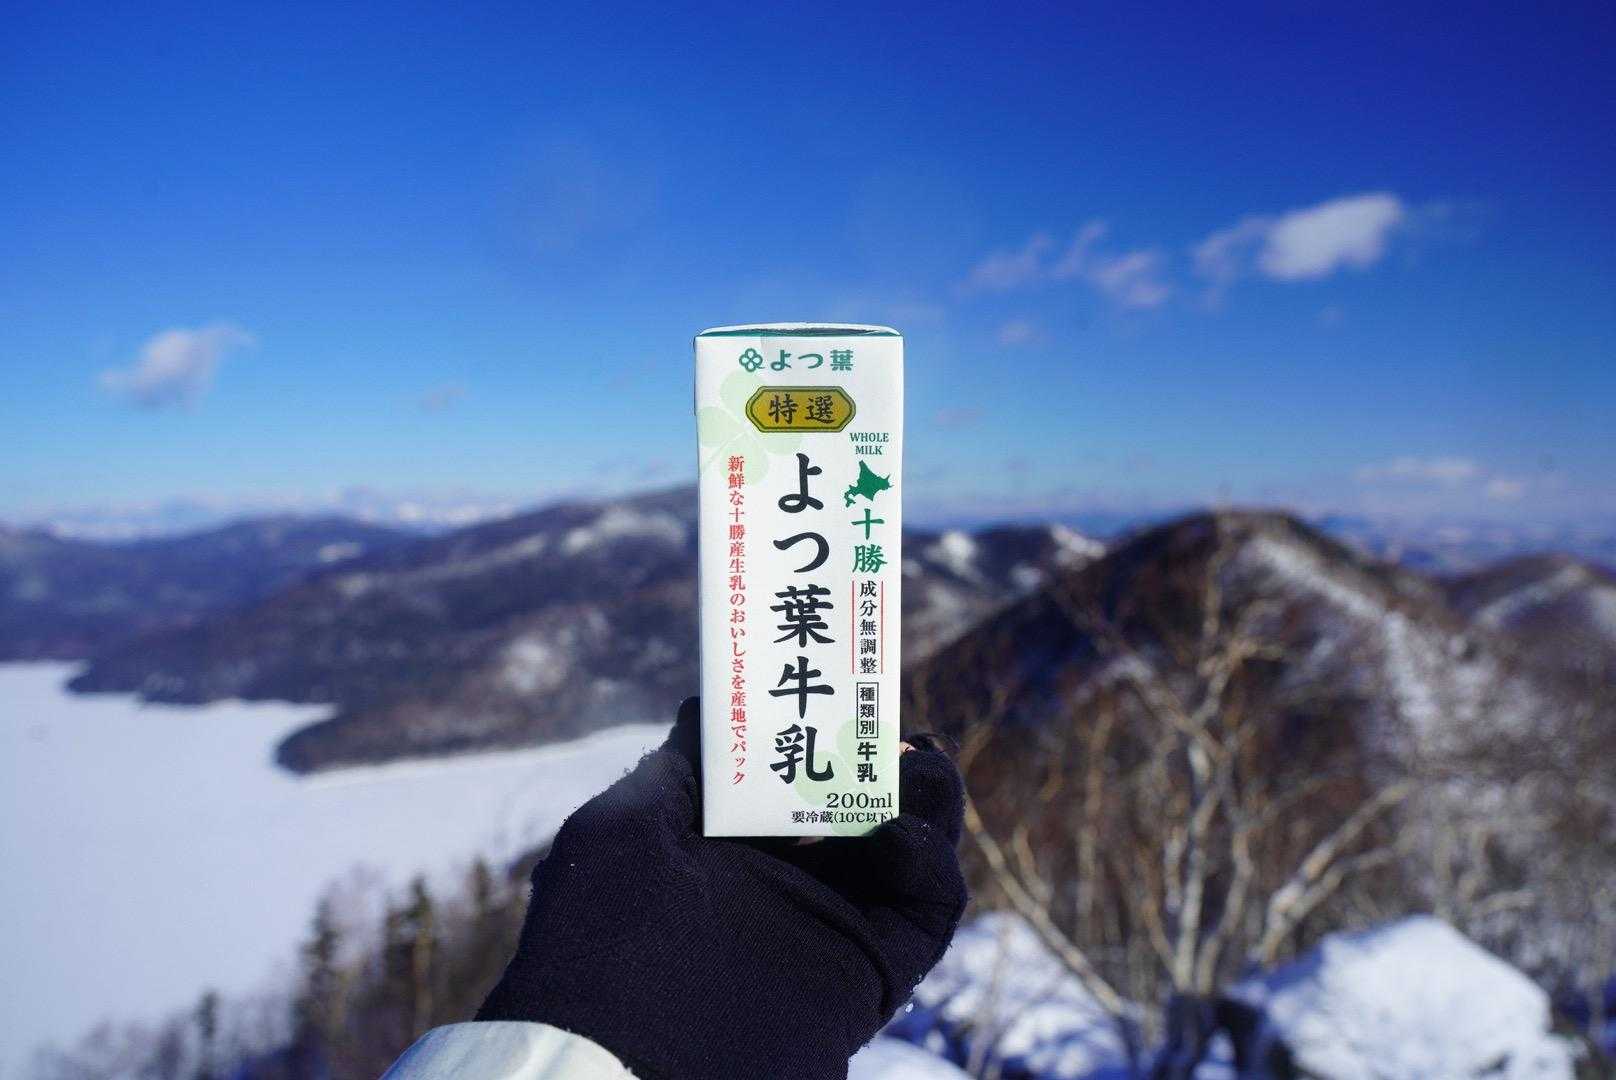 よつ葉
特選
WHOLE
MILK
十勝
成分無調整
種類別
牛乳
よつ葉牛乳
新鮮な十勝産生乳のおいしさを産地でパック
200ml
要冷蔵(10℃以下)